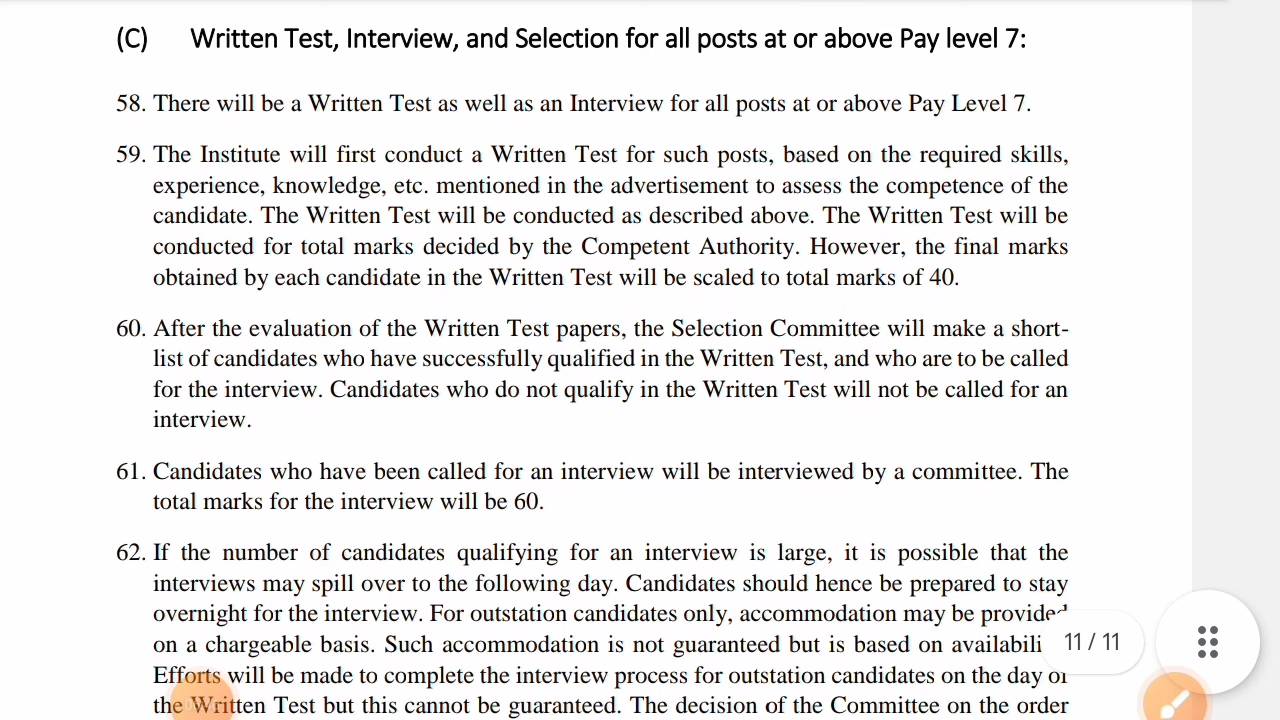 (C) Written Test, Interview, and Selection for all posts at or above Pay level 7:
58. There will be a Written Test as well as an Interview for all posts at or above Pay Level 7.
59. The Institute will first conduct a Written Test for such posts, based on the required skills,
experience, knowledge, etc. mentioned in the advertisement to assess the competence of the
candidate. The Written Test will be conducted as described above. The Written Test will be
conducted for total marks decided by the Competent Authority. However, the final marks
obtained by each candidate in the Written Test will be scaled to total marks of 40.
60. After the evaluation of the Written Test papers, the Selection Committee will make a short-
list of candidates who have successfully qualified in the Written Test, and who are to be called
for the interview. Candidates who do not qualify in the Written Test will not be called for an
interview.
61. Candidates who have been called for an interview will be interviewed by a committee. The
total marks for the interview will be 60.
62. If the number of candidates qualifying for an interview is large, it is possible that the
interviews may spill over to the following day. Candidates should hence be prepared to stay
overnight for the interview. For outstation candidates only, accommodation may be provided
on a chargeable basis. Such accommodation is not guaranteed but is based on availabili
11 / 11
Efforts will be made to complete the interview process for outstation candidates on the day of
the Written Test but this cannot be guaranteed. The decision of the Committee on the order